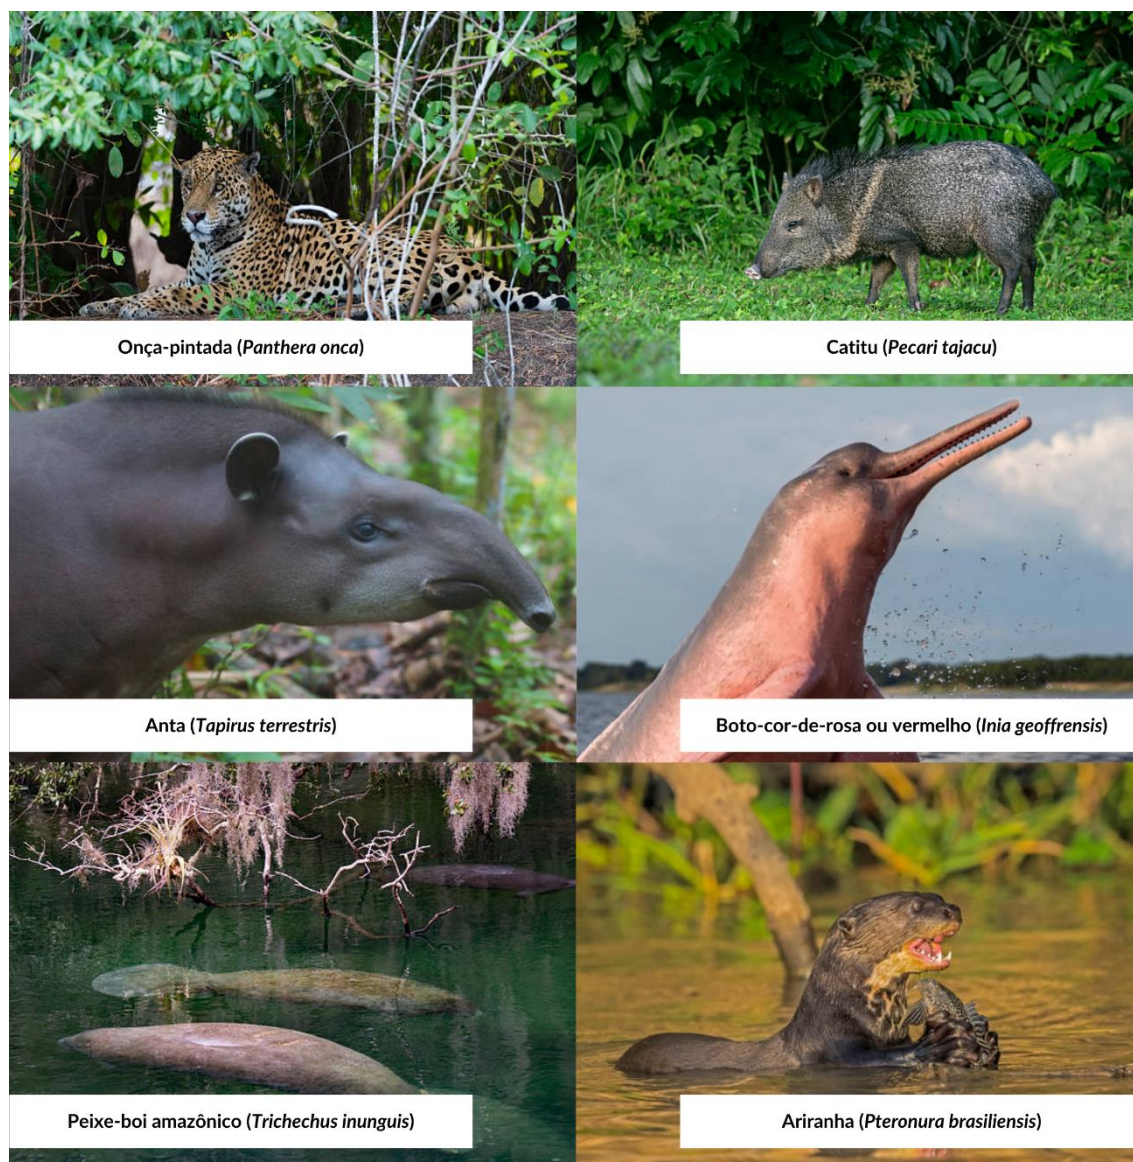 Onça-pintada (Panthera onca)
Catitu (Pecari tajacu)
Anta (Tapirus terrestris)
Boto-cor-de-rosa ou vermelho (Inia geoffrensis)
Peixe-boi amazônico (Trichechus inunguis)
Ariranha (Pteronura brasiliensis)